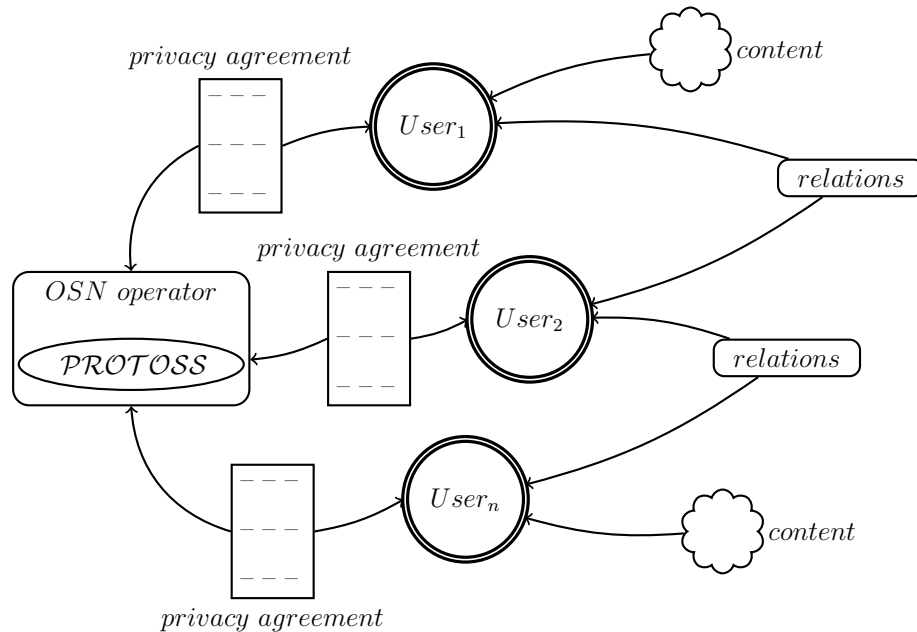 privacy agreement
content
User₁
relations
privacy agreement
OSN operator
User₂
PROTOSS
relations
Userₙ
content
privacy agreement